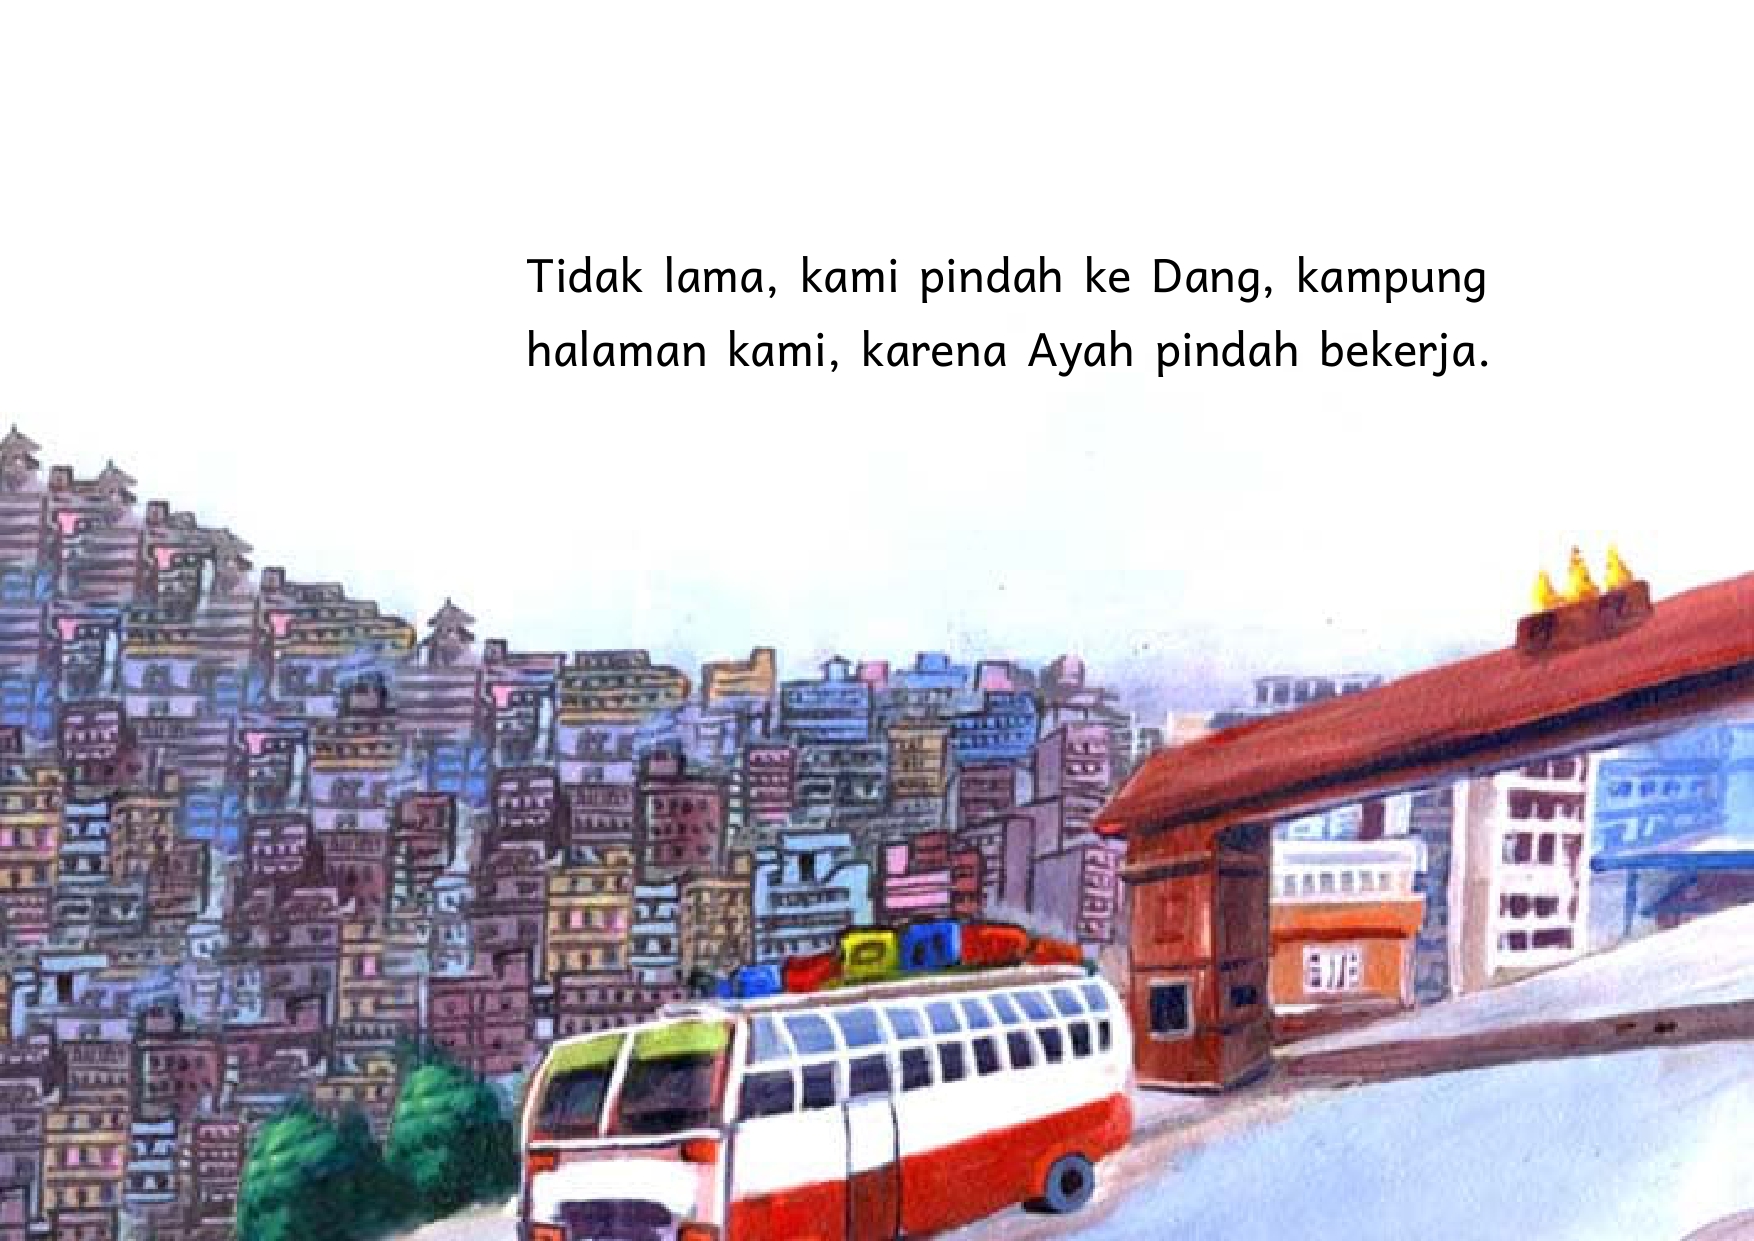 Tidak lama, kami pindah ke Dang, kampung
halaman kami, karena Ayah pindah bekerja.